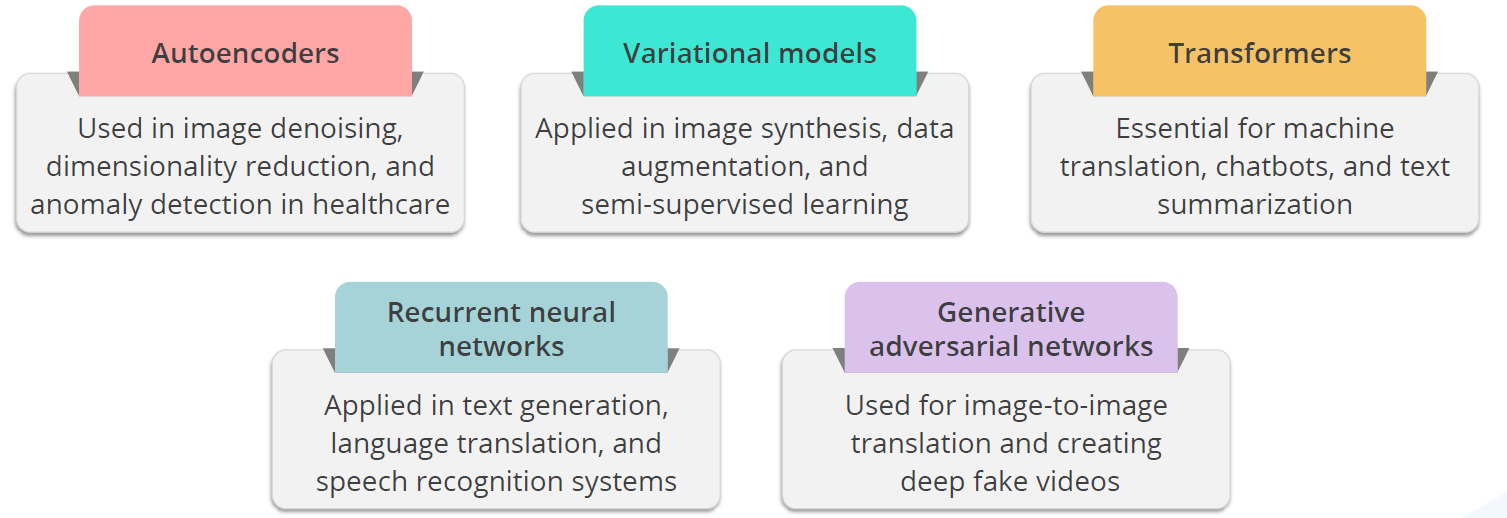 Autoencoders
Used in image denoising,
dimensionality reduction, and
anomaly detection in healthcare
Variational models
Applied in image synthesis, data
augmentation, and
semi-supervised learning
Transformers
Essential for machine
translation, chatbots, and text
summarization
Recurrent neural
networks
Applied in text generation,
language translation, and
speech recognition systems
Generative
adversarial networks
Used for image-to-image
translation and creating
deep fake videos